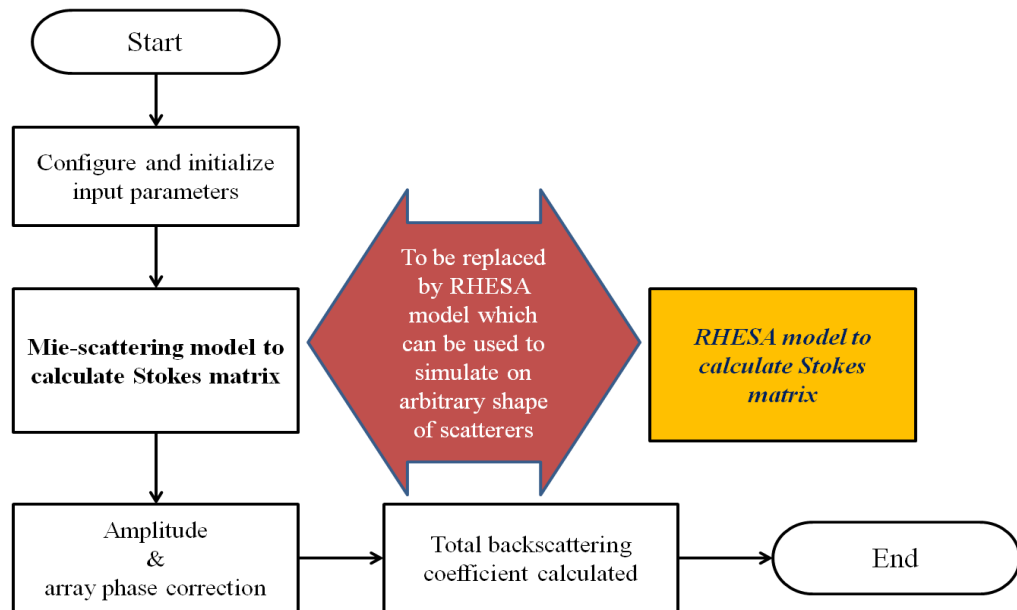 Start
Configure and initialize
input parameters
Mie-scattering model to
calculate Stokes matrix
To be replaced
by RHESA
model which
can be used to
simulate on
arbitrary shape
of scatterers
RHESA model to
calculate Stokes
matrix
Amplitude
&
array phase correction
Total backscattering
coefficient calculated
End